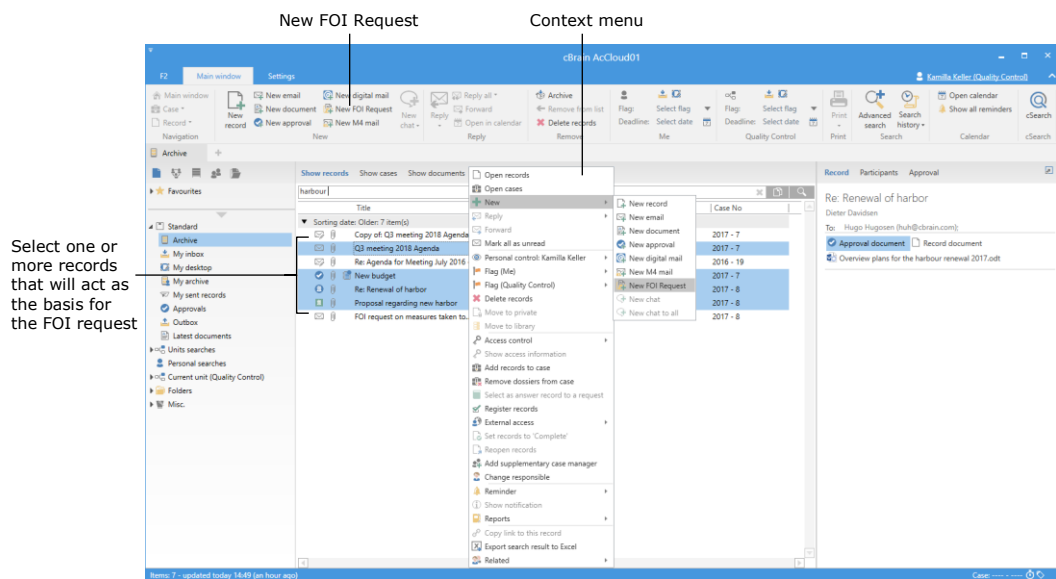 New FOI Request
Context menu
cBrain AcCloud01
F2 Main window Settings
Kamilla Keller (Quality Control)
Main window
Case
Record
Navigation
New record
New email
New document
New approval
New digital mail
New FOI Request
New M4 mail
New chat
New
Reply
Reply all
Forward
Open in calendar
Reply
Archive
Remove from list
Delete records
Remove
Flag: Select flag
Deadline: Select date
Me
Flag: Select flag
Deadline: Select date
Quality Control
Print
Print
Advanced search
Search history
Search
Open calendar
Show all reminders
Calendar
cSearch
cSearch
Archive +
Favourites
Standard
Archive
My inbox
My desktop
My archive
My sent records
Approvals
Outbox
Latest documents
Units searches
Personal searches
Current unit (Quality Control)
Folders
Misc.
Select one or
more records
that will act as
the basis for
the FOI request
Show records Show cases Show documents
harbour
Title
Case No
Sorting date: Older: 7 item(s)
Copy of: Q3 meeting 2018 Agenda 2017 - 7
Q3 meeting 2018 Agenda 2017 - 7
Re: Agenda for Meeting July 2016 2016 - 19
New budget 2017 - 7
Re: Renewal of harbor 2017 - 8
Proposal regarding new harbor 2017 - 8
FOI request on measures taken to... 2017 - 8
Open records
Open cases
New
Reply
Forward
Mark all as unread
Personal control: Kamilla Keller
Flag (Me)
Flag (Quality Control)
Delete records
Move to private
Move to library
Access control
Show access information
Add records to case
Remove dossiers from case
Select as answer record to a request
Register records
External access
Set records to 'Complete'
Reopen records
Add supplementary case manager
Change responsible
Reminder
Show notification
Reports
Copy link to this record
Export search result to Excel
Related
New record
New email
New document
New approval
New digital mail
New M4 mail
New FOI Request
New chat
New chat to all
Record Participants Approval
Re: Renewal of harbor
Dieter Davidsen
To: Hugo Hugosen (huh@cbrain.com);
Approval document Record document
Overview plans for the harbour renewal 2017.odt
Items: 7 - updated today 14:49 (an hour ago)
Case: ---- - ----